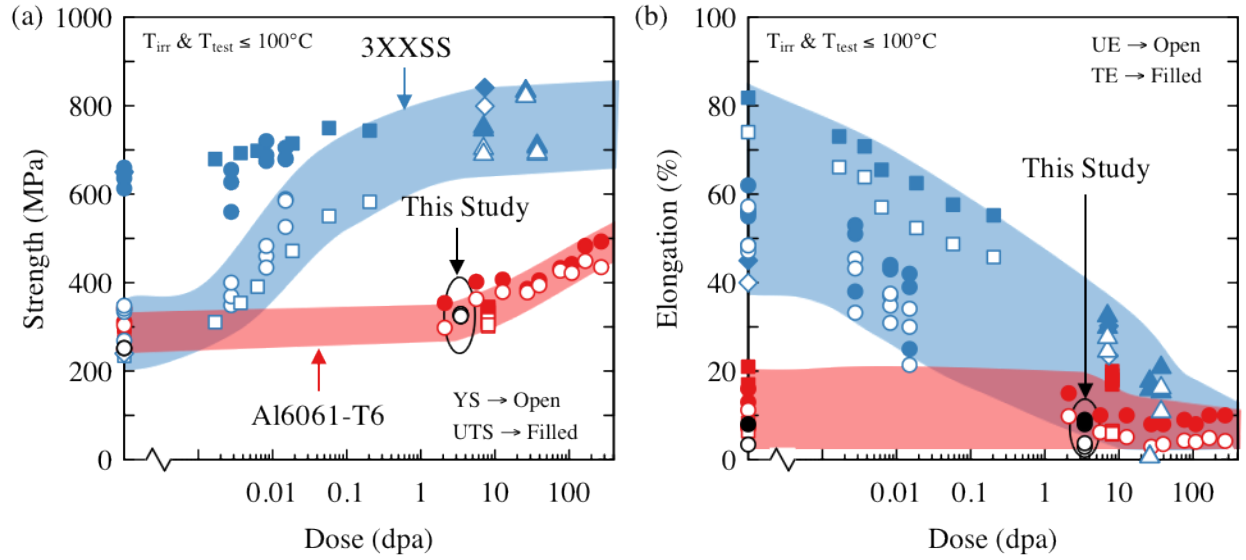 (a)
1000
800
600
400
200
0
Strength (MPa)
T_irr & T_test ≤ 100°C
3XXSS
This Study
Al6061-T6
YS → Open
UTS → Filled
0.01 0.1 1 10 100
Dose (dpa)
(b)
100
80
60
40
20
0
Elongation (%)
T_irr & T_test ≤ 100°C
UE → Open
TE → Filled
This Study
0.01 0.1 1 10 100
Dose (dpa)